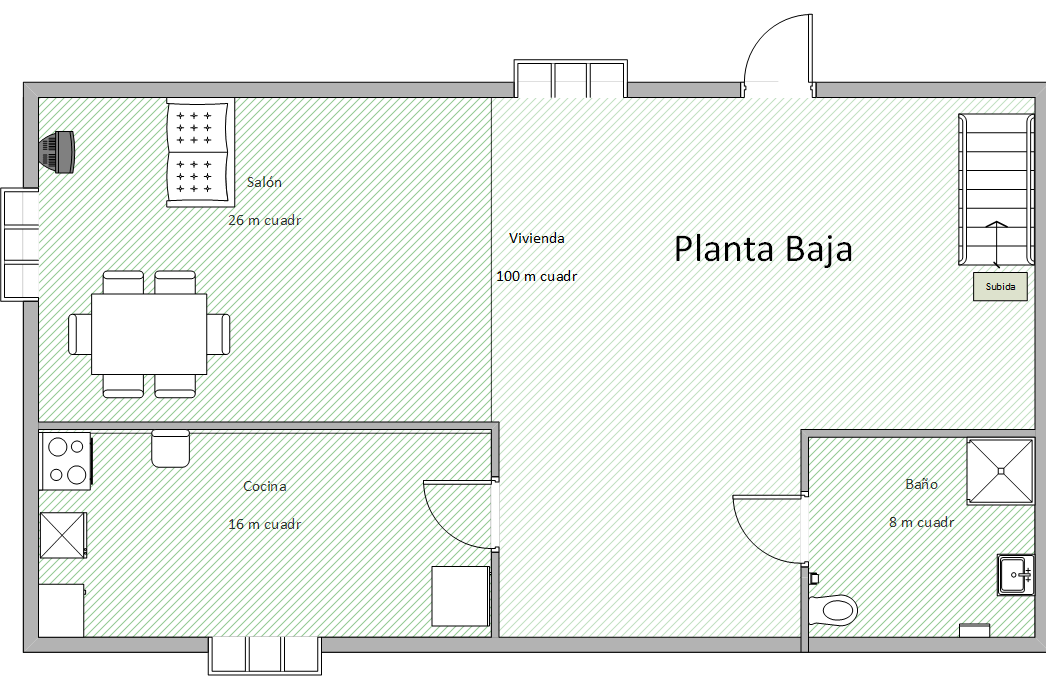 Salón
26 m cuadr
Vivienda
100 m cuadr
Planta Baja
Subida
Cocina
16 m cuadr
Baño
8 m cuadr